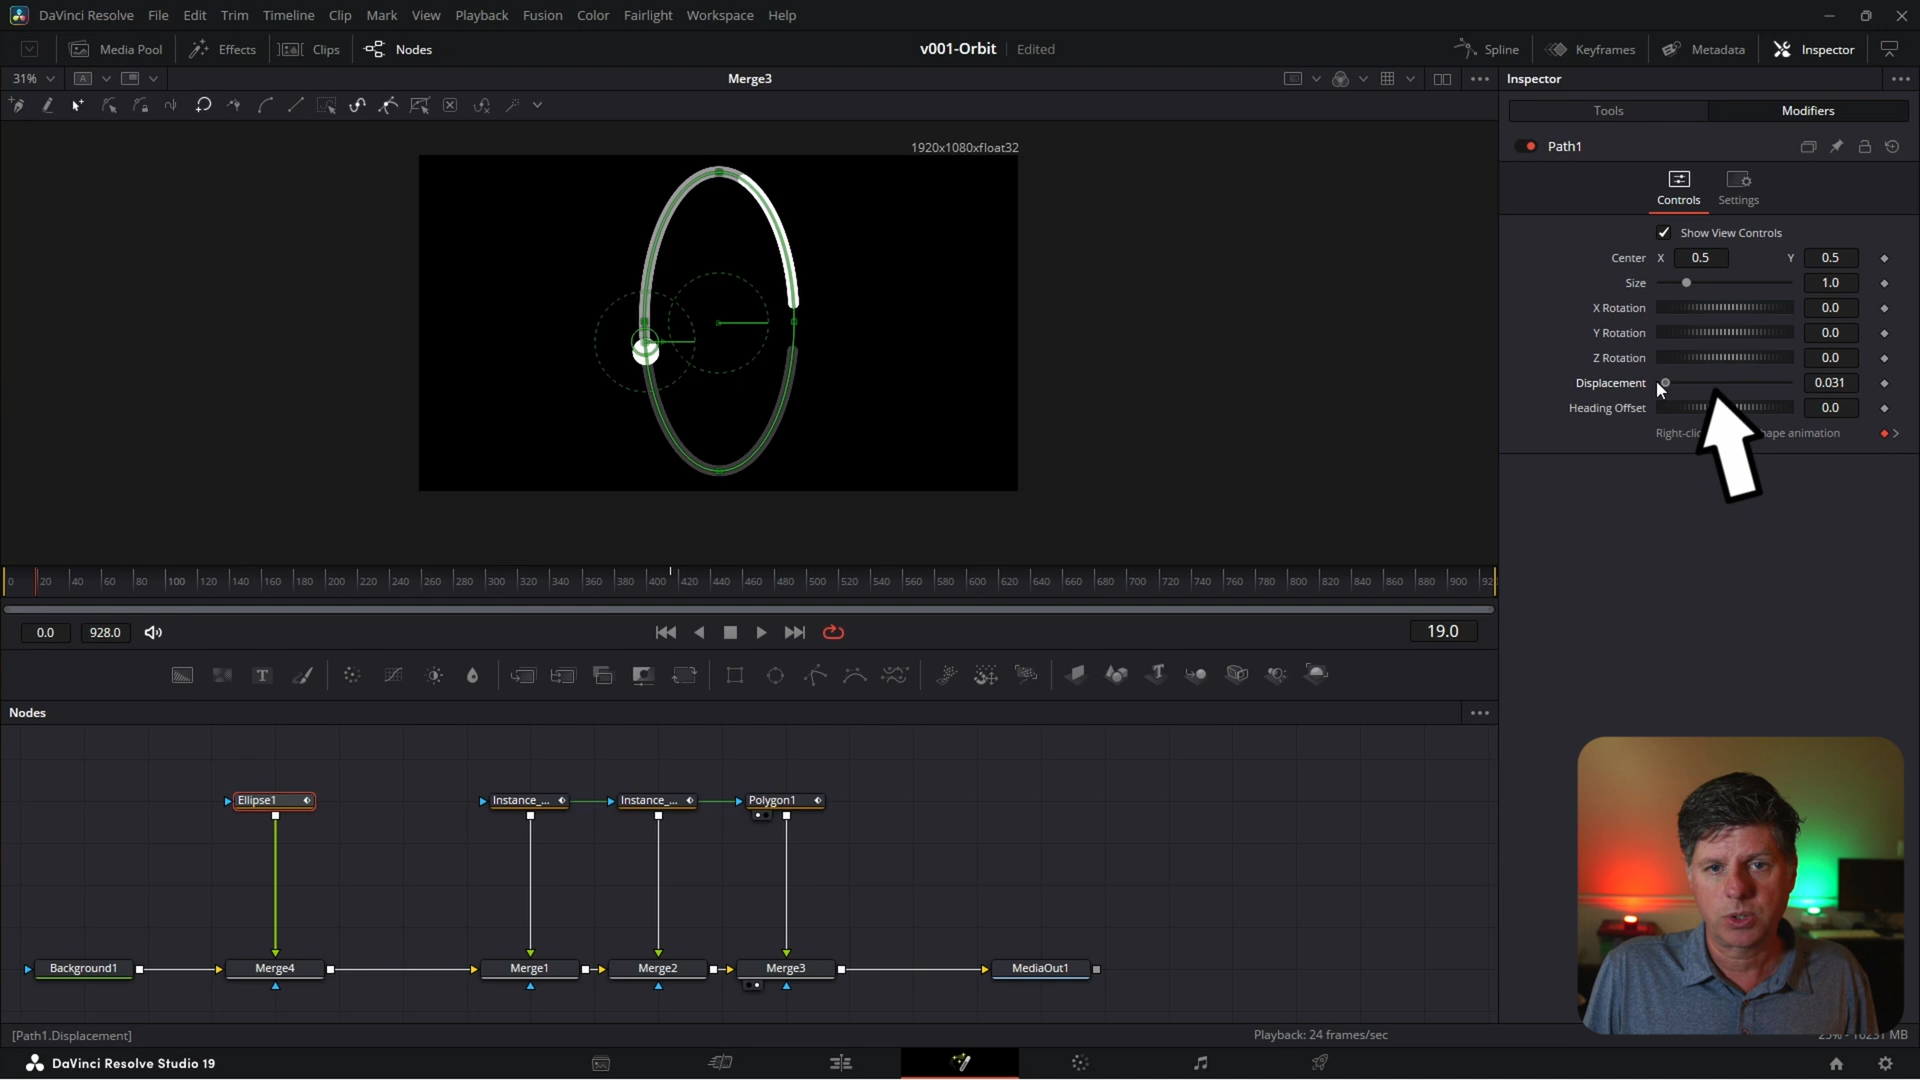 DaVinci Resolve File Edit Trim Timeline Clip Mark View Playback Fusion Color Fairlight Workspace Help
Media Pool Effects Clips Nodes v001-Orbit Edited Spline Keyframes Metadata Inspector
31% A Merge3 Inspector
Tools Modifiers
1920x1080xfloat32
Path1
Controls Settings
Show View Controls
Center X 0.5 Y 0.5
Size 1.0
X Rotation 0.0
Y Rotation 0.0
Z Rotation 0.0
Displacement 0.031
Heading Offset 0.0
Right-clic hape animation
0 20 40 60 80 100 120 140 160 180 200 220 240 260 280 300 320 340 360 380 400 420 440 460 480 500 520 540 560 580 600 620 640 660 680 700 720 740 760 780 800 820 840 860 880 900 92
0.0 928.0 19.0
T T
Nodes
Ellipse1 Instance_... Instance_... Polygon1
Background1 Merge4 Merge1 Merge2 Merge3 MediaOut1
[Path1.Displacement] Playback: 24 frames/sec MB
DaVinci Resolve Studio 19